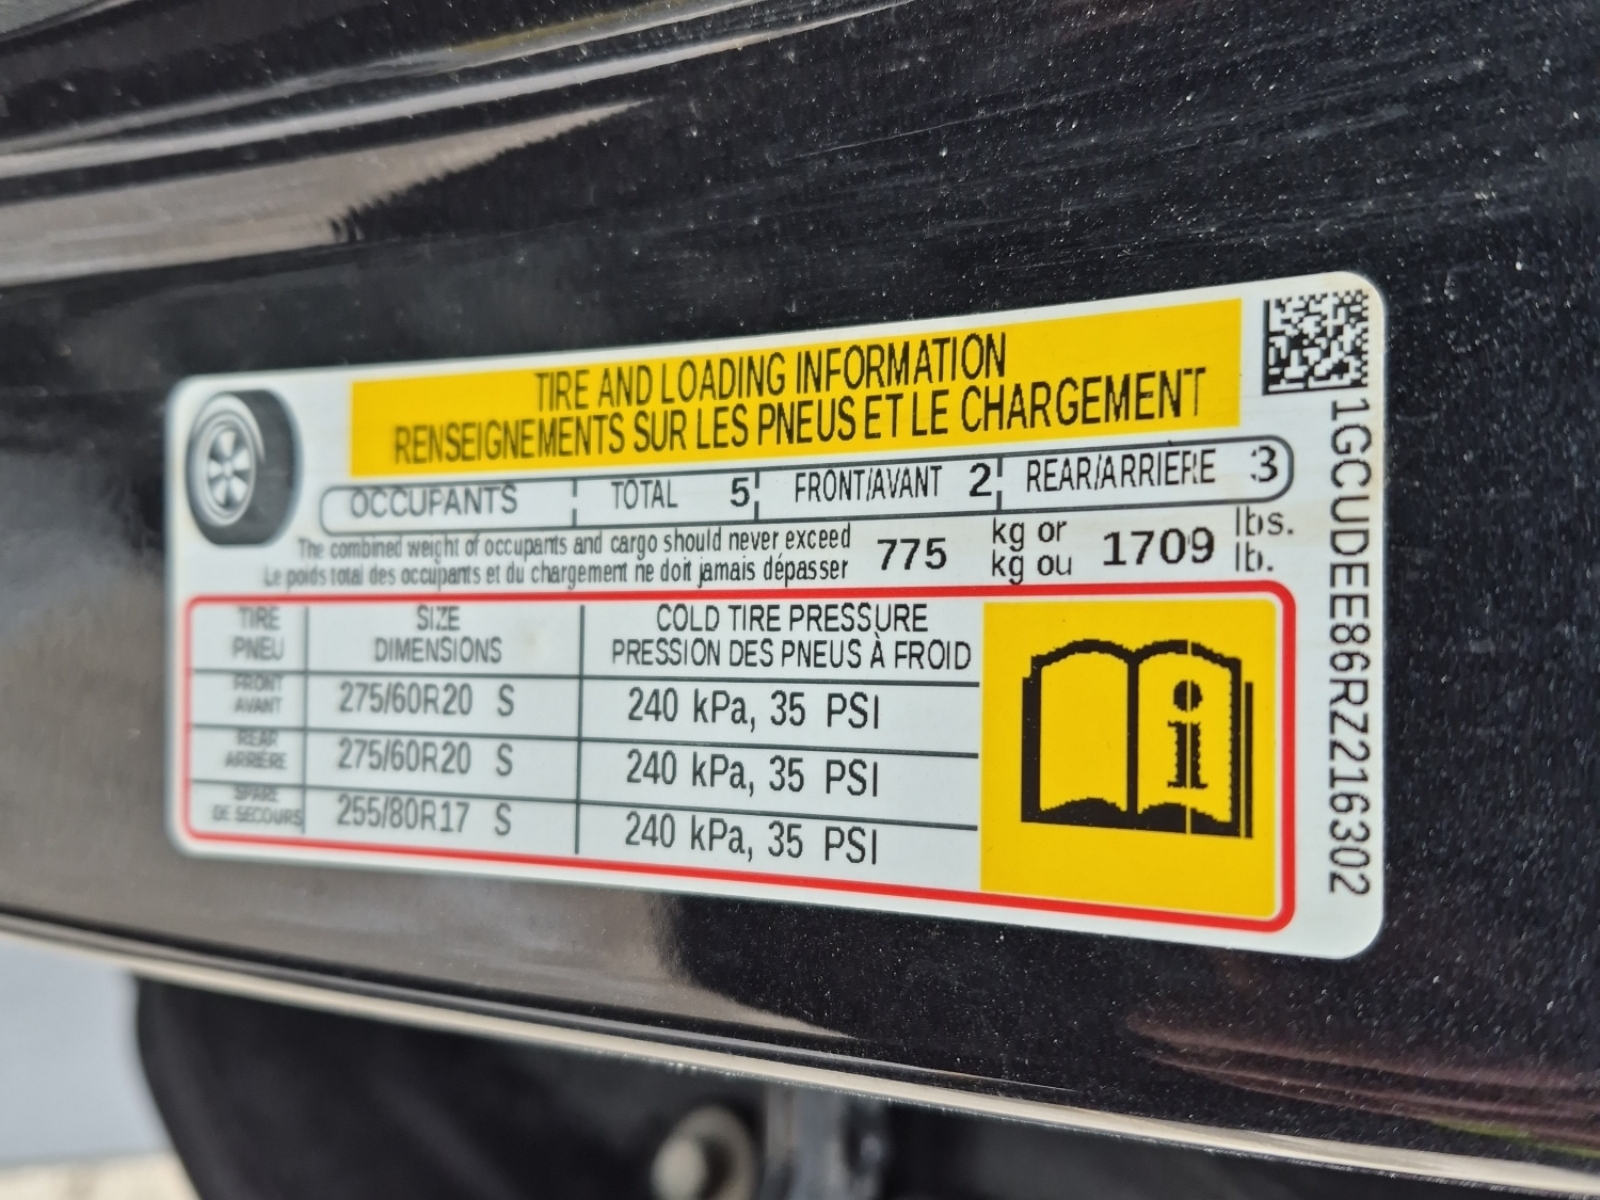 TIRE AND LOADING INFORMATION
RENSEIGNEMENTS SUR LES PNEUS ET LE CHARGEMENT
OCCUPANTS TOTAL 5 FRONT/AVANT 2 REAR/ARRIÈRE 3
The combined weight of occupants and cargo should never exceed 775 kg or 1709 lbs.
Le poids total des occupants et du chargement ne doit jamais dépasser kg ou lb.
TIRE SIZE COLD TIRE PRESSURE
PNEU DIMENSIONS PRESSION DES PNEUS À FROID
FRONT
AVANT 275/60R20 S 240 kPa, 35 PSI
REAR
ARRIÈRE 275/60R20 S 240 kPa, 35 PSI
SPARE
DE SECOURS 255/80R17 S 240 kPa, 35 PSI
1GCUDEE86RZ216302